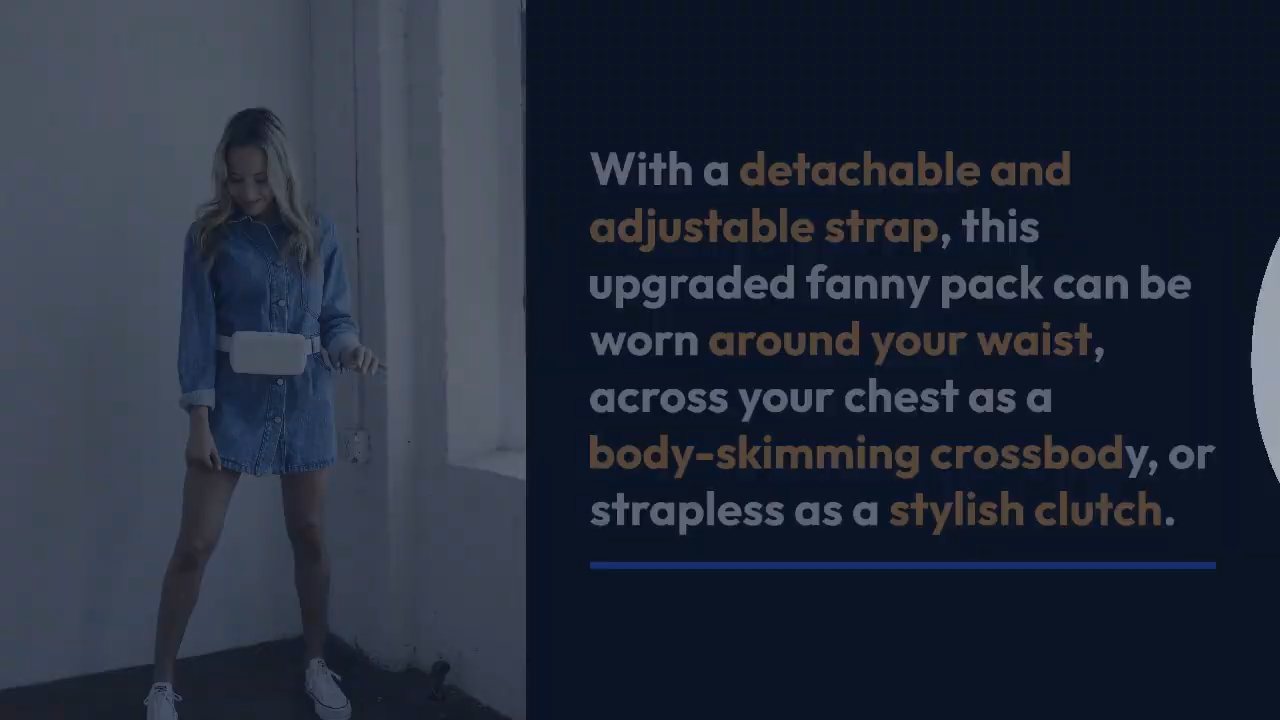 With a detachable and
adjustable strap, this
upgraded fanny pack can be
worn around your waist,
across your chest as a
body-skimming crossbody, or
strapless as a stylish clutch.